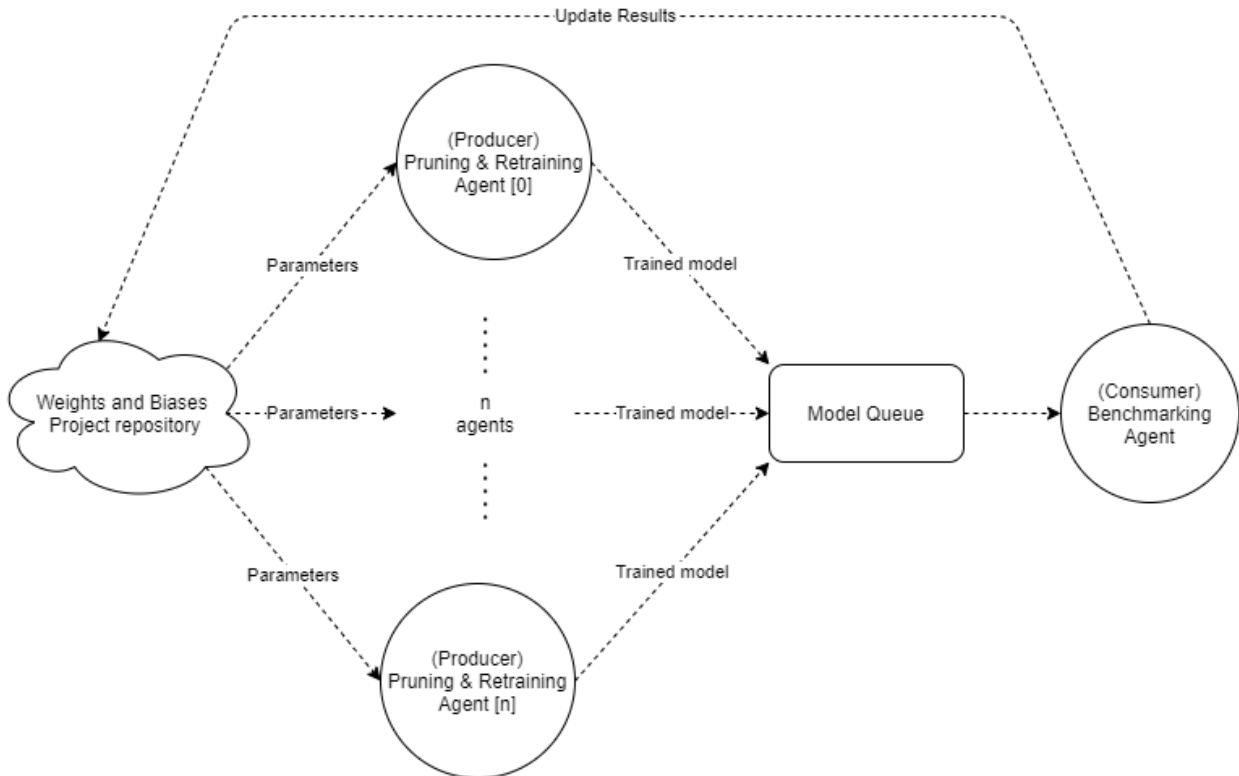 Update Results
(Producer)
Pruning & Retraining
Agent [0]
Parameters
Trained model
Weights and Biases
Project repository
Parameters
n
agents
Trained model
Model Queue
(Consumer)
Benchmarking
Agent
Parameters
Trained model
(Producer)
Pruning & Retraining
Agent [n]